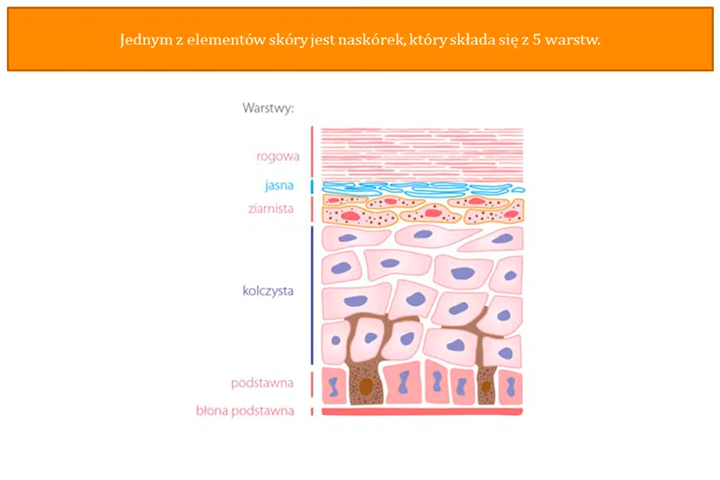 Jednym z elementów skóry jest naskórek, który składa się z 5 warstw.
Warstwy:
rogowa
jasna
ziarnista
kolczysta
podstawna
błona podstawna